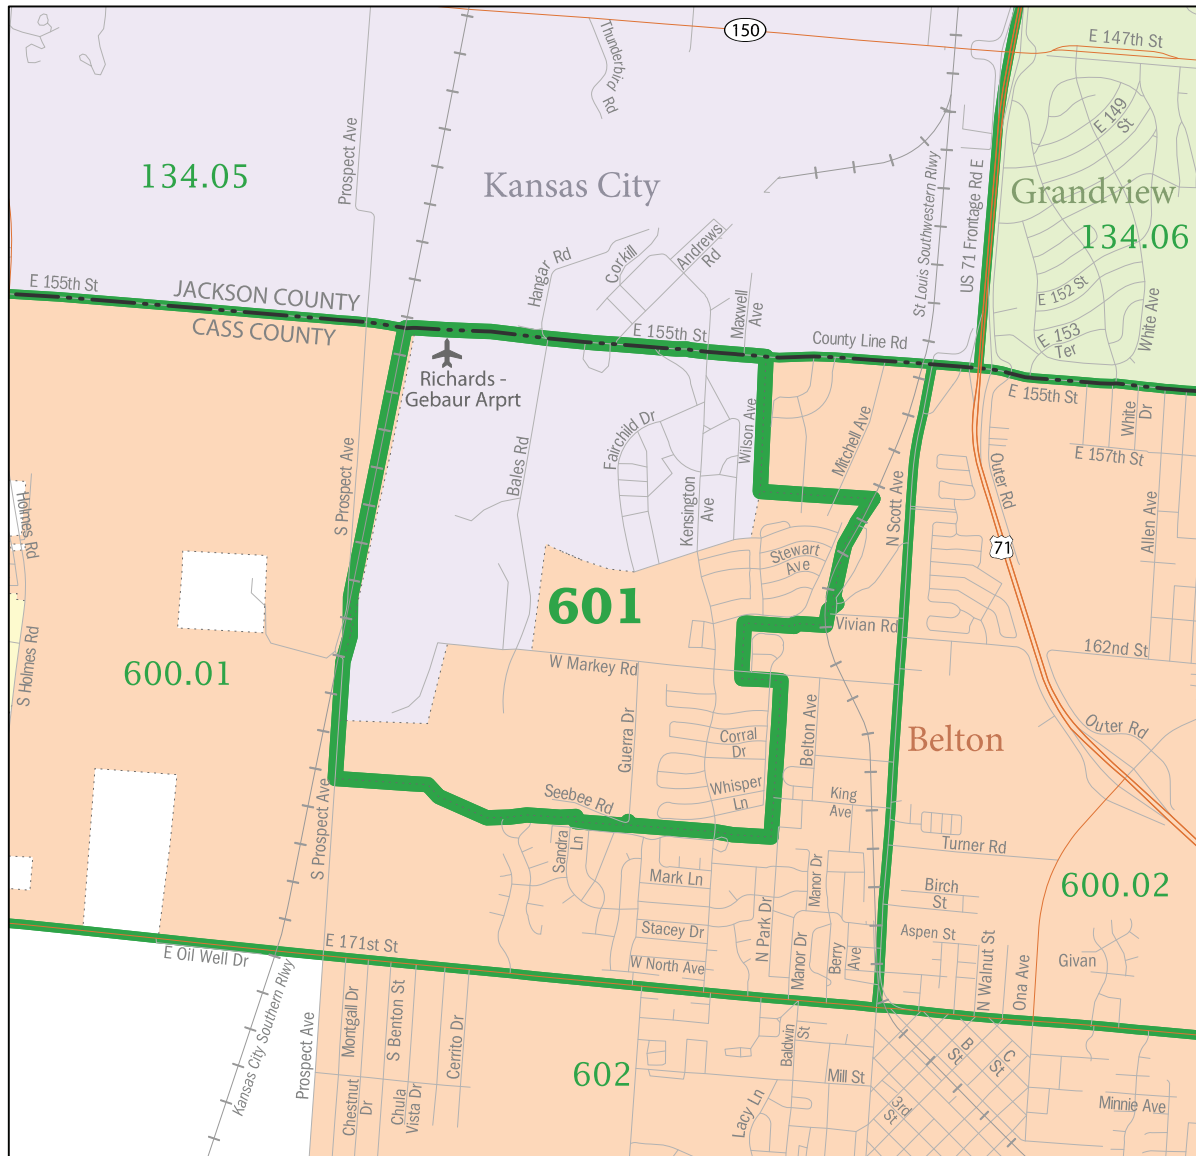 150
E 147th St
Thunderbird Rd
E 149
St
Prospect Ave
134.05
Kansas City
St Louis Southwestern Rlwy
US 71 Frontage Rd E
Grandview
134.06
Hangar Rd
Corkill
Andrews
Rd
Maxwell
Ave
E 152 St
E 153
Ter
White Ave
E 155th St
JACKSON COUNTY
CASS COUNTY
E 155th St
County Line Rd
Richards -
Gebaur Arprt
E 155th St
White
Dr
E 157th St
S Prospect Ave
Bales Rd
Fairchild Dr
Wilson Ave
Mitchell Ave
Kensington
Ave
N Scott Ave
Outer Rd
Allen Ave
Holmes Rd
71
Stewart
Ave
601
Vivian Rd
162nd St
S Holmes Rd
600.01
W Markey Rd
Guerra Dr
Corral
Dr
Belton Ave
Belton
Outer Rd
Whisper
Ln
King
Ave
Seebee Rd
S Prospect Ave
Sandra
Ln
Turner Rd
Mark Ln
Manor Dr
Birch
St
600.02
Stacey Dr
N Park Dr
Manor Dr
Berry
Ave
Aspen St
N Walnut St
Ona Ave
Givan
E 171st St
E Oil Well Dr
W North Ave
Kansas City Southern Rlwy
Prospect Ave
Montgall Dr
S Benton St
Cerrito Dr
Chestnut
Dr
Chula
Vista Dr
602
Baldwin
St
Mill St
Lacy Ln
B
St
C
St
3rd
St
Minnie Ave